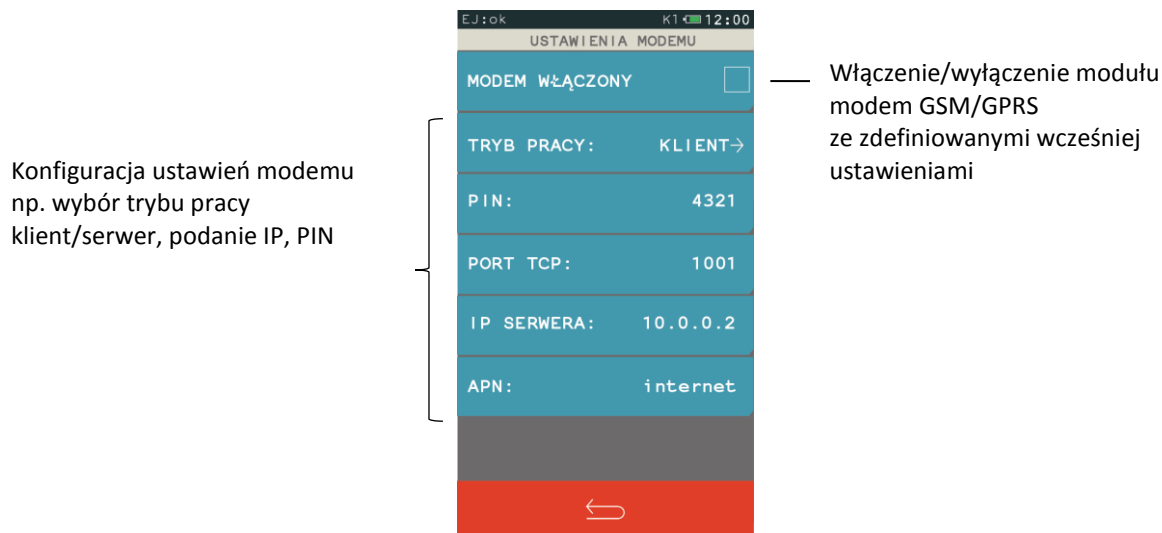 EJ:ok K1 12:00
USTAWIENIA MODEMU
MODEM WŁĄCZONY
Włączenie/wyłączenie modułu
modem GSM/GPRS
ze zdefiniowanymi wcześniej
ustawieniami
Konfiguracja ustawień modemu
np. wybór trybu pracy
klient/serwer, podanie IP, PIN
TRYB PRACY: KLIENT→
PIN: 4321
PORT TCP: 1001
IP SERWERA: 10.0.0.2
APN: internet